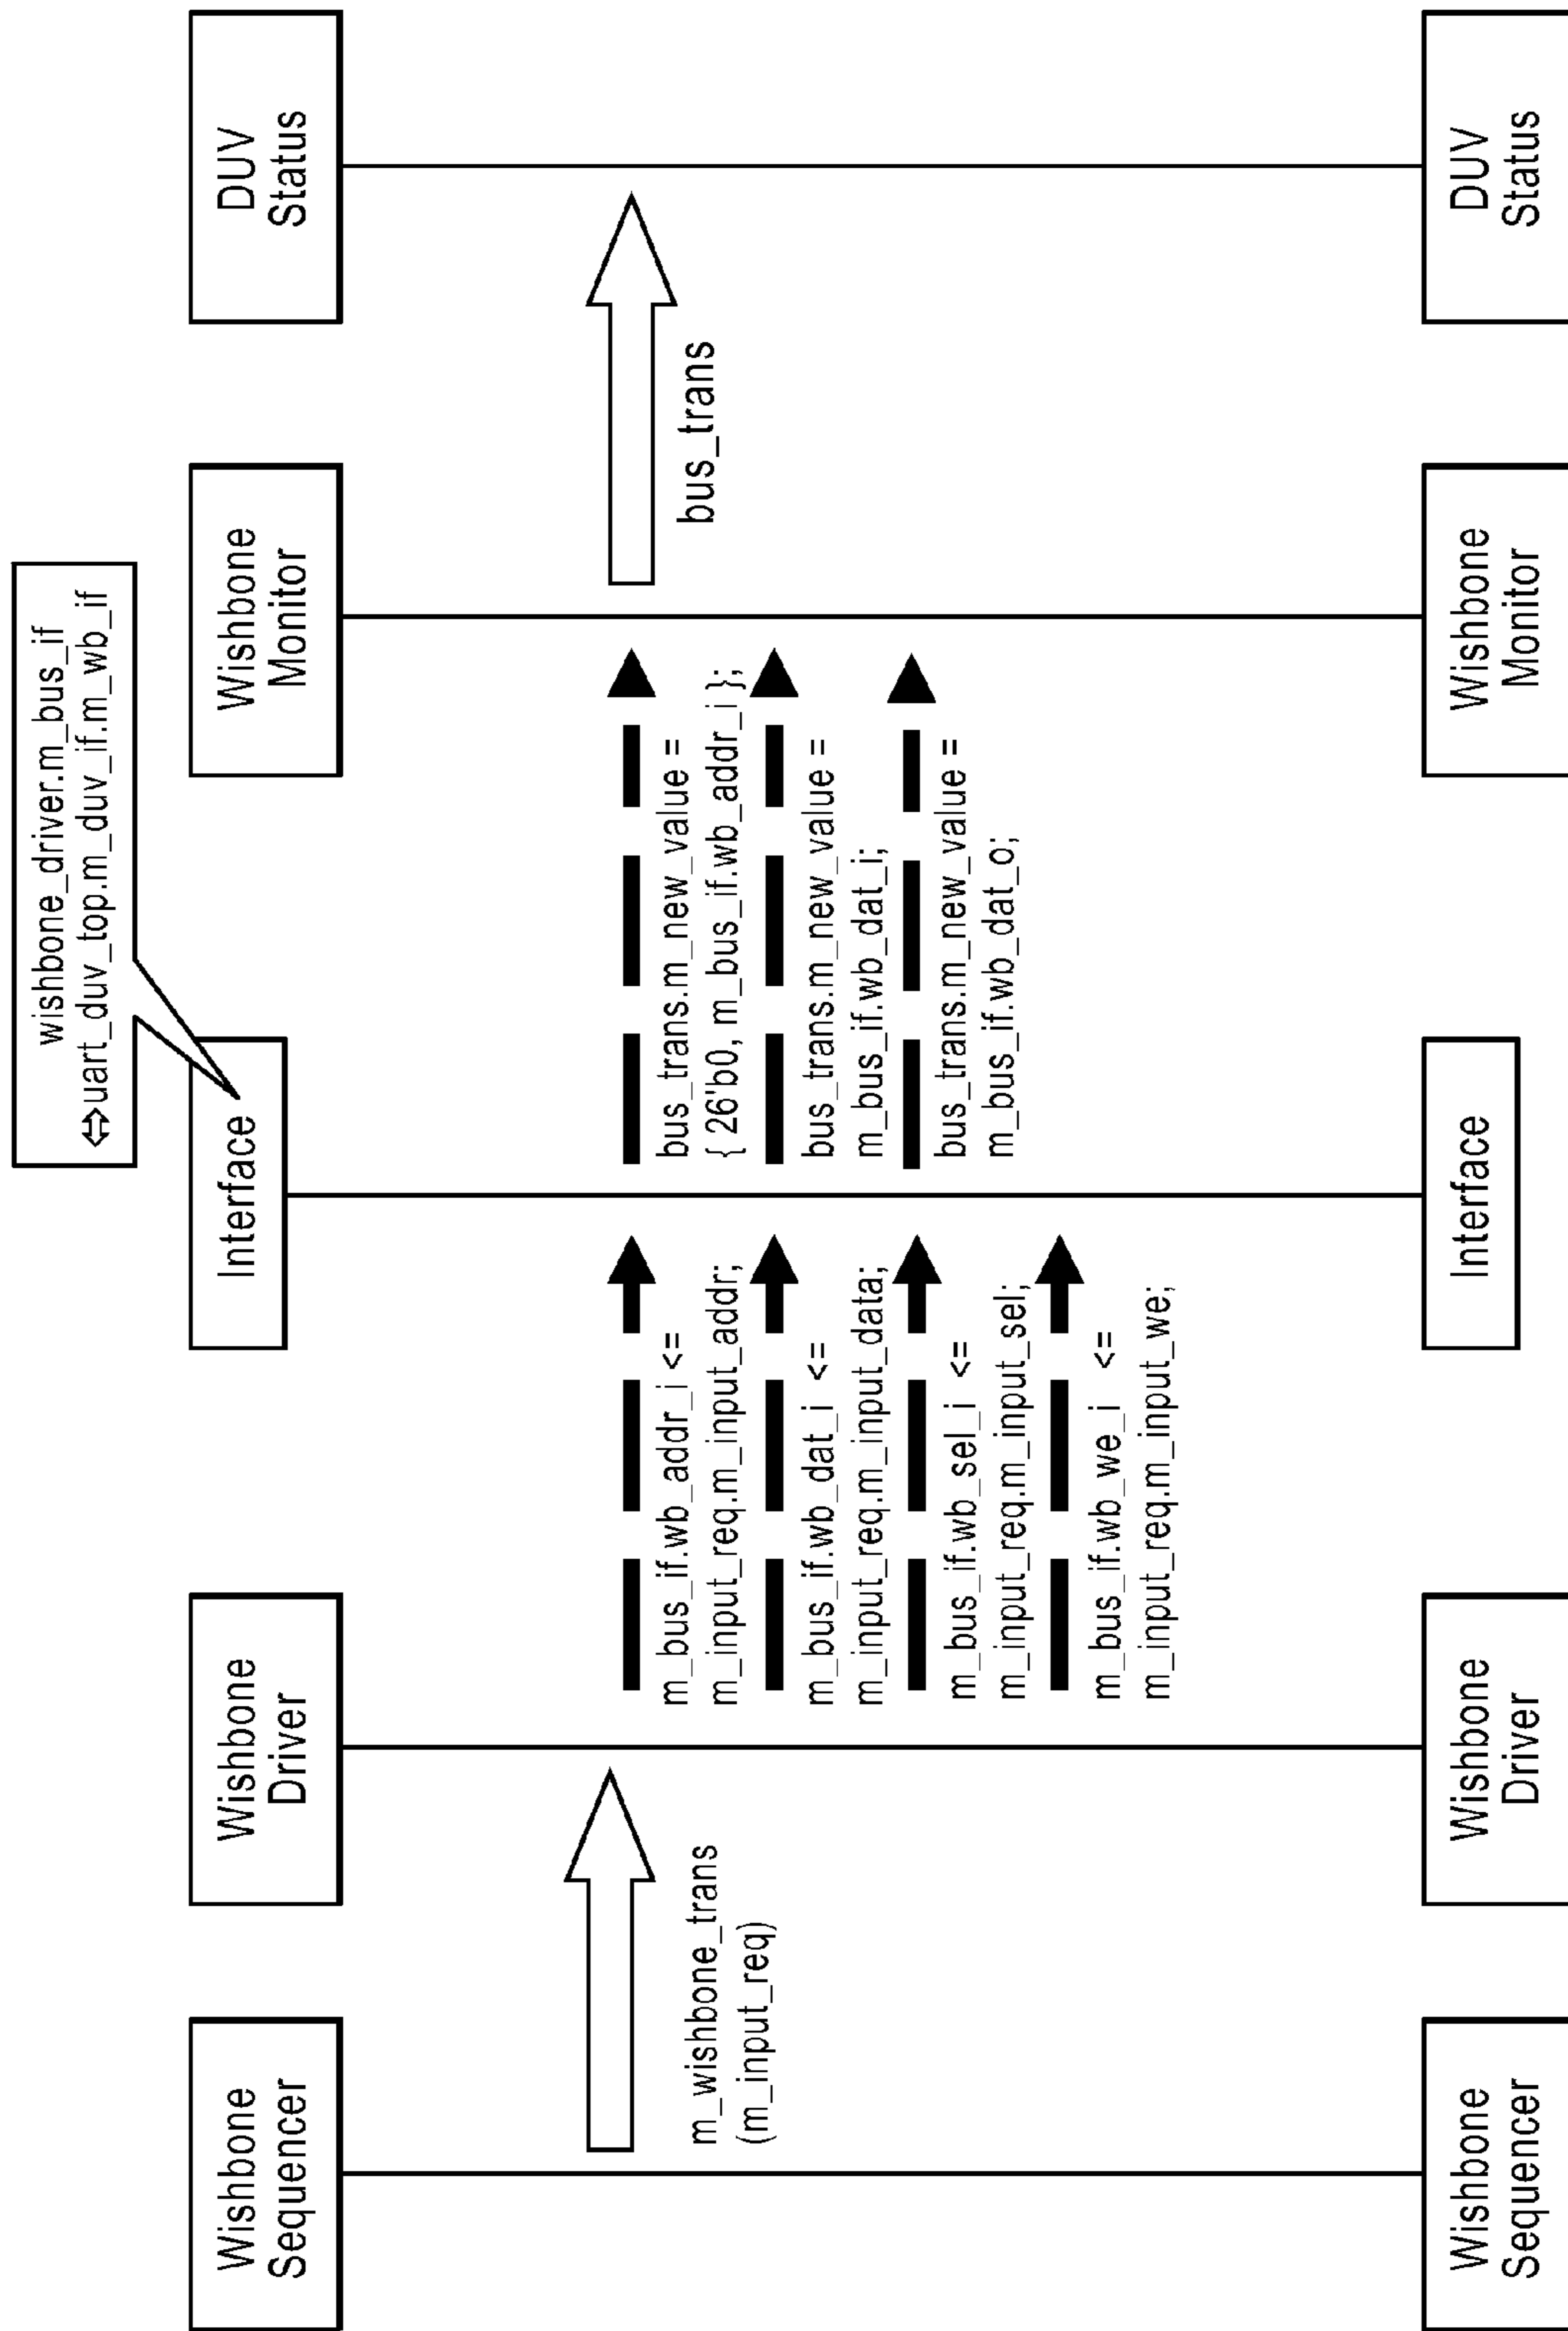 wishbone_driver.m_bus_if
⇔uart_duv_top.m_duv_if.m_wb_if
Wishbone
Sequencer
Wishbone
Driver
Interface
Wishbone
Monitor
DUV
Status
m_wishbone_trans
(m_input_req)
m_bus_if.wb_addr_i <=
m_input_req.m_input_addr;
m_bus_if.wb_dat_i <=
m_input_req.m_input_data;
m_bus_if.wb_sel_i <=
m_input_req.m_input_sel;
m_bus_if.wb_we_i <=
m_input_req.m_input_we;
bus_trans.m_new_value =
{ 26'b0, m_bus_if.wb_addr_i };
bus_trans.m_new_value =
m_bus_if.wb_dat_i;
bus_trans.m_new_value =
m_bus_if.wb_dat_o;
bus_trans
Wishbone
Sequencer
Wishbone
Driver
Interface
Wishbone
Monitor
DUV
Status